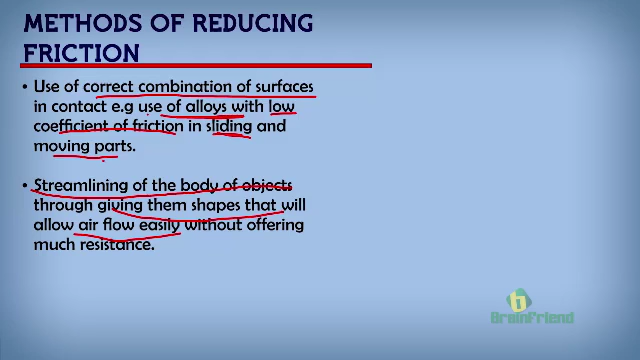 METHODS OF REDUCING
FRICTION
• Use of correct combination of surfaces
in contact e.g use of alloys with low
coefficient of friction in sliding and
moving parts.
• Streamlining of the body of objects
through giving them shapes that will
allow air flow easily without offering
much resistance.
BrainFriend